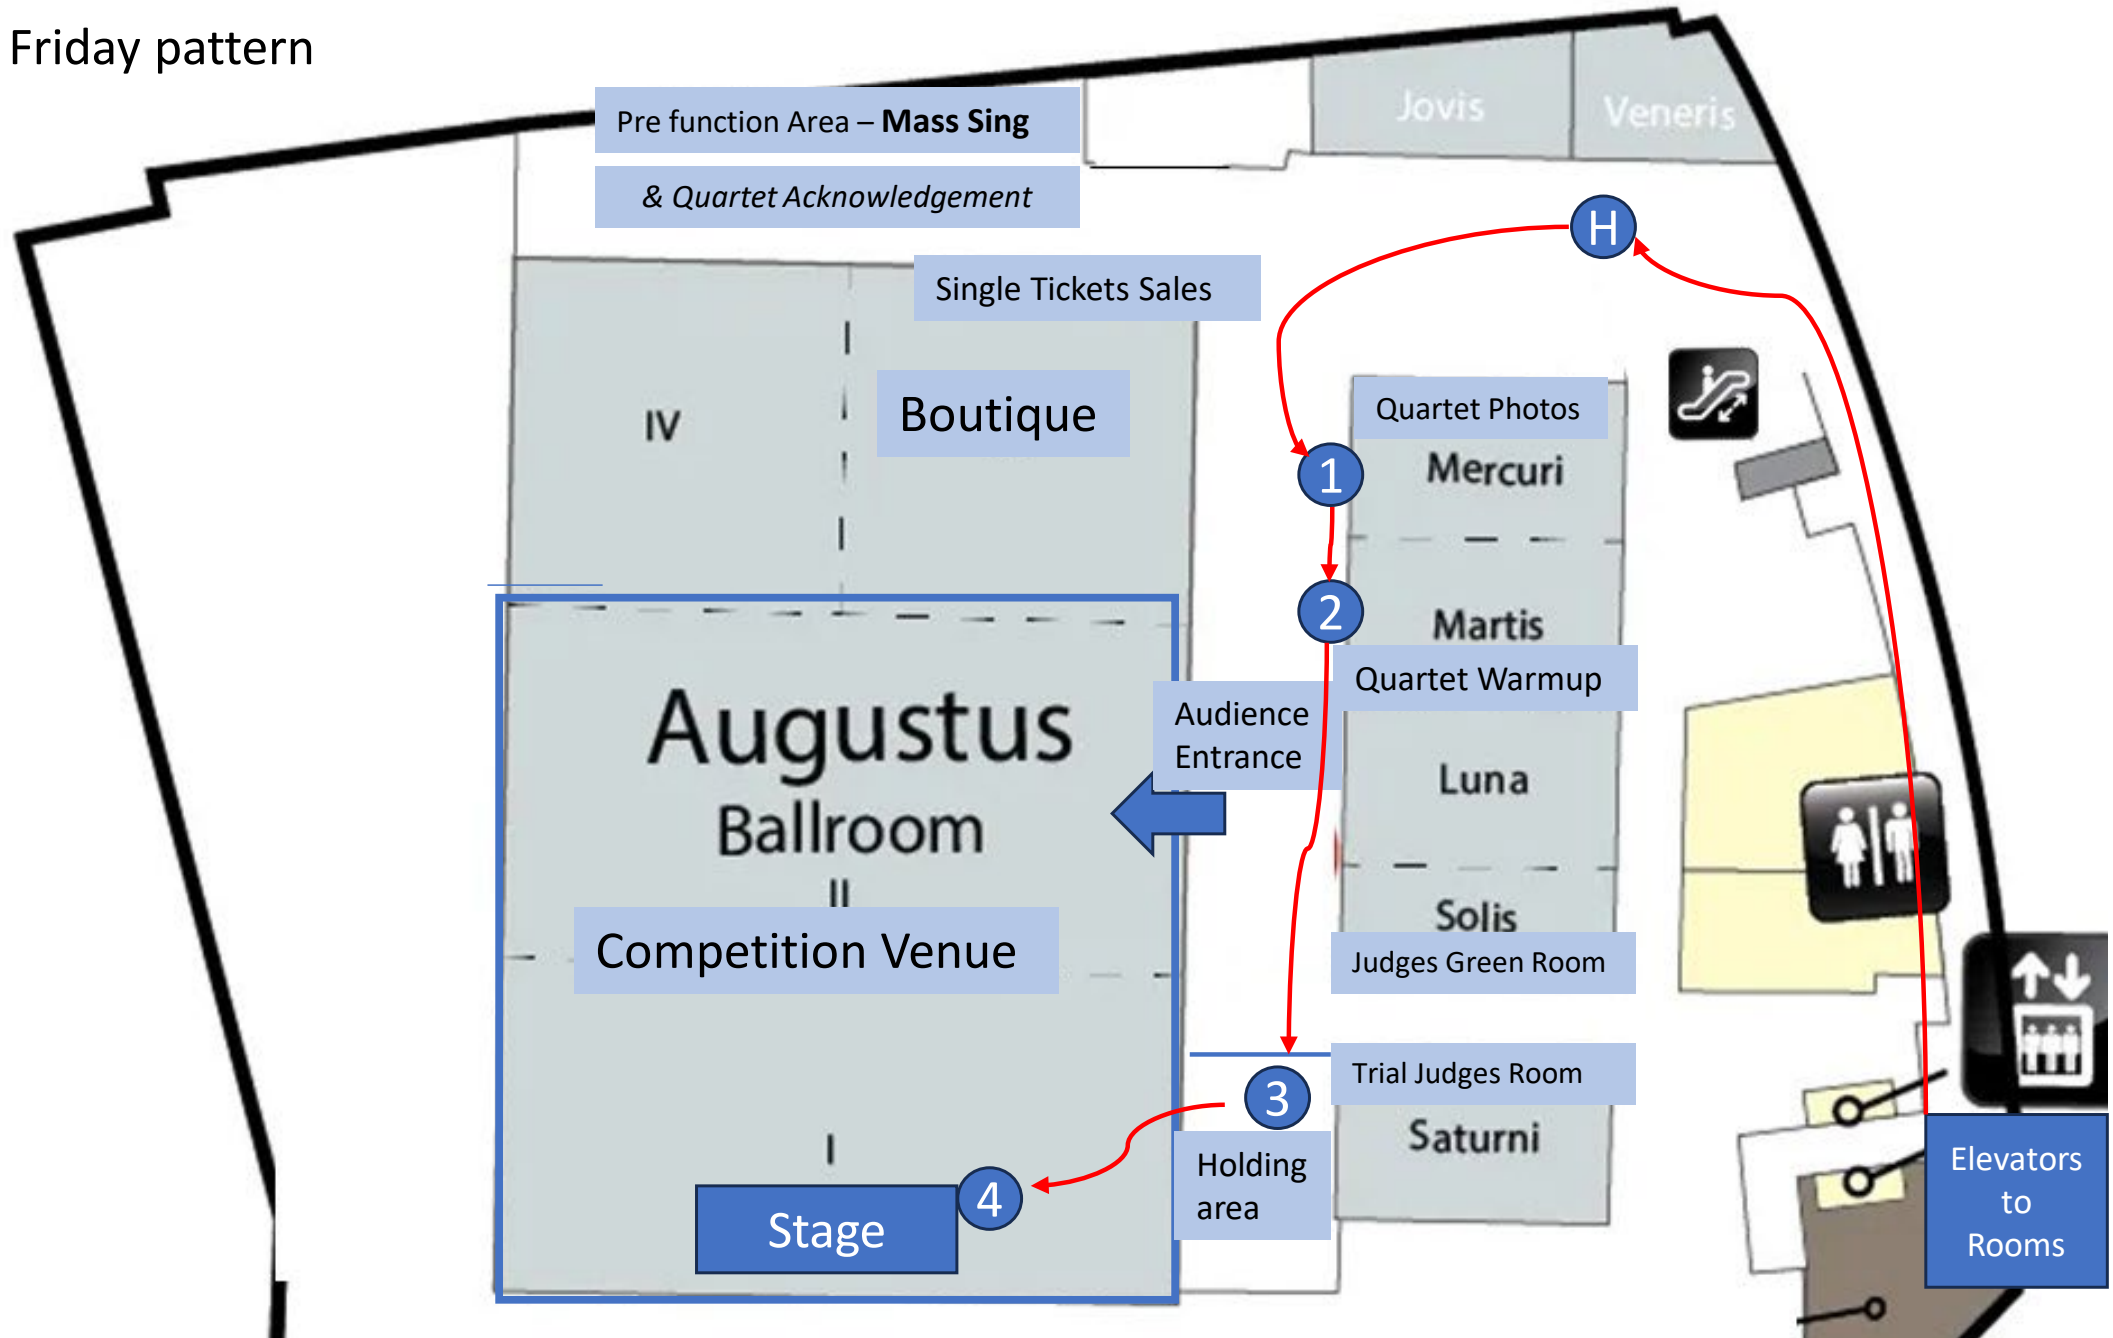 Friday pattern
Pre function Area – Mass Sing
& Quartet Acknowledgement
Jovis
Veneris
H
Single Tickets Sales
IV
Boutique
Quartet Photos
1
Mercuri
2
Martis
Quartet Warmup
Audience
Entrance
Augustus
Ballroom
II
Luna
Solis
Competition Venue
Judges Green Room
3
Trial Judges Room
Saturni
Holding
area
I
4
Stage
Elevators
to
Rooms